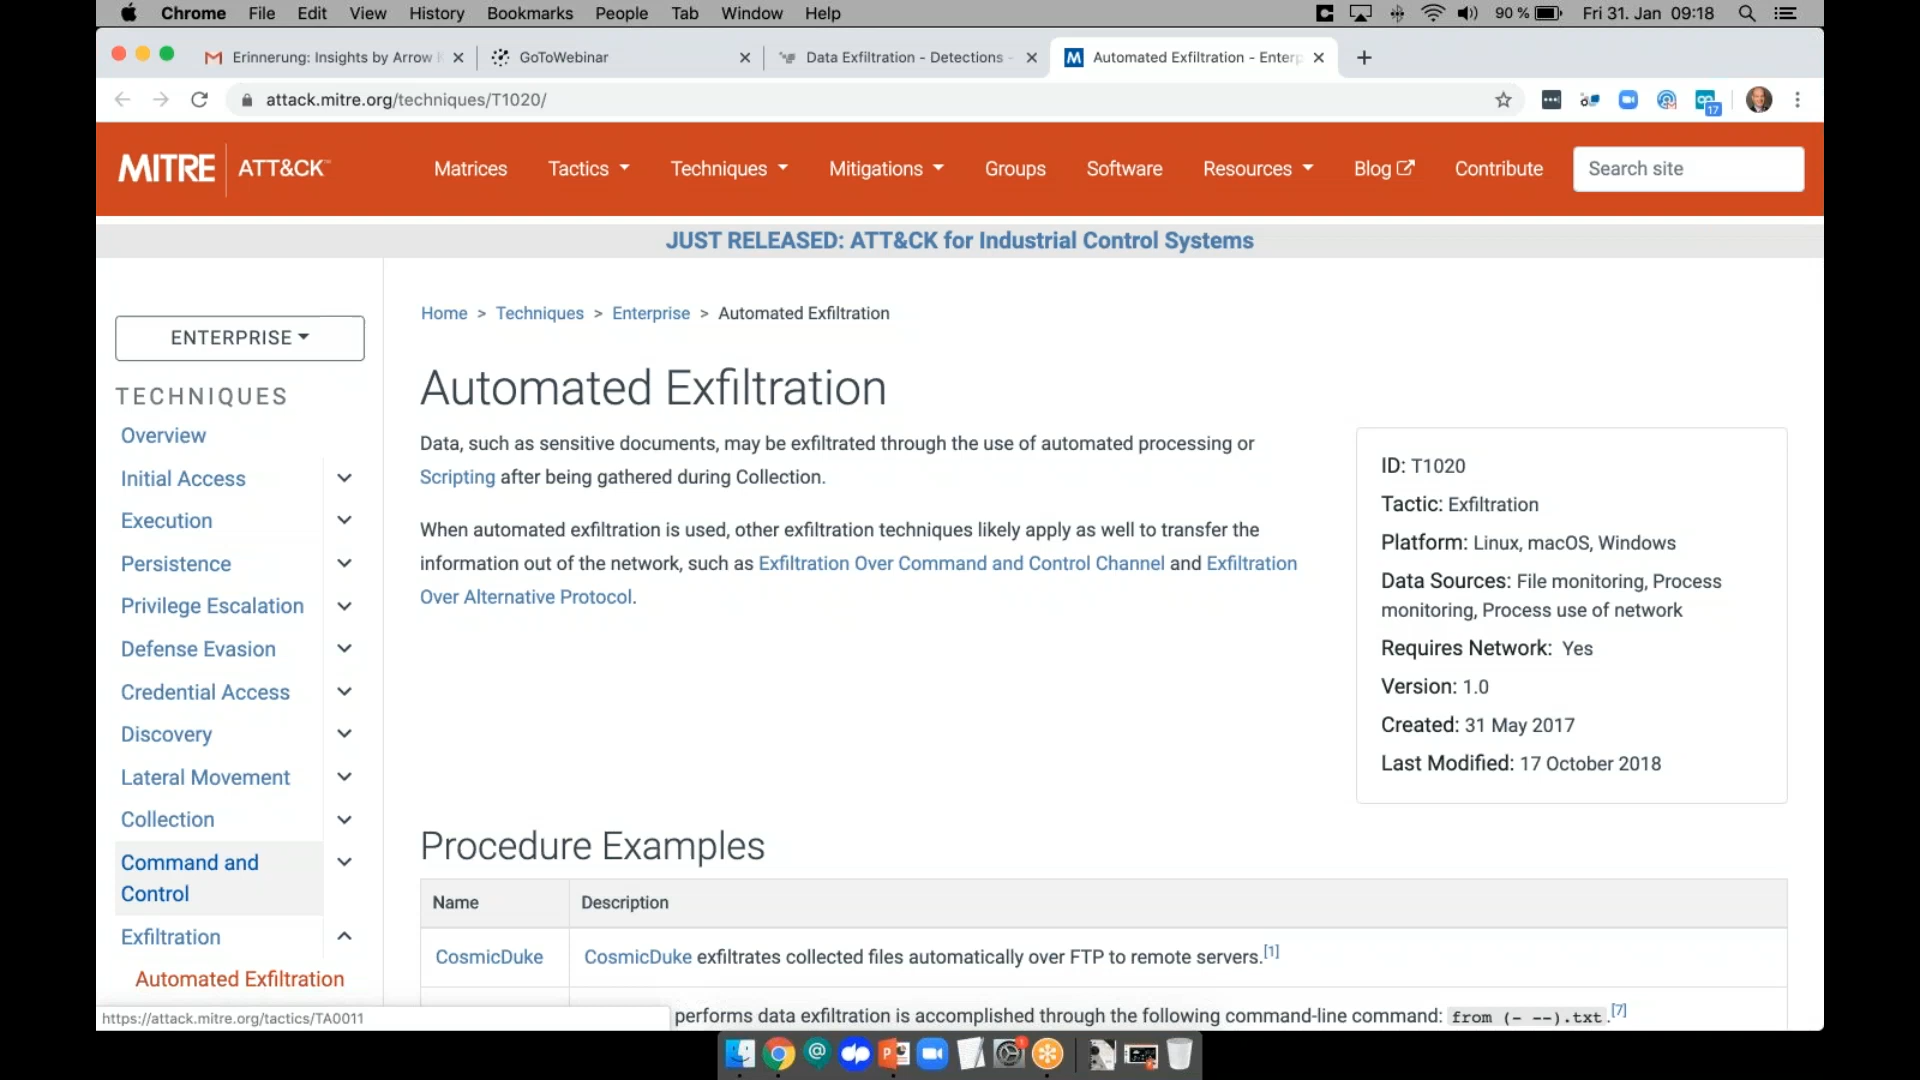 Chrome File Edit View History Bookmarks People Tab Window Help 90 % Fri 31. Jan 09:18
Erinnerung: Insights by Arrow GoToWebinar Data Exfiltration - Detections - Automated Exfiltration - Enterp
attack.mitre.org/techniques/T1020/ 17
MITRE ATT&CK™ Matrices Tactics Techniques Mitigations Groups Software Resources Blog Contribute Search site
JUST RELEASED: ATT&CK for Industrial Control Systems
ENTERPRISE
TECHNIQUES
Overview
Initial Access
Execution
Persistence
Privilege Escalation
Defense Evasion
Credential Access
Discovery
Lateral Movement
Collection
Command and
Control
Exfiltration
Automated Exfiltration
https://attack.mitre.org/tactics/TA0011
Home > Techniques > Enterprise > Automated Exfiltration
Automated Exfiltration
Data, such as sensitive documents, may be exfiltrated through the use of automated processing or
Scripting after being gathered during Collection.
When automated exfiltration is used, other exfiltration techniques likely apply as well to transfer the
information out of the network, such as Exfiltration Over Command and Control Channel and Exfiltration
Over Alternative Protocol.
ID: T1020
Tactic: Exfiltration
Platform: Linux, macOS, Windows
Data Sources: File monitoring, Process
monitoring, Process use of network
Requires Network: Yes
Version: 1.0
Created: 31 May 2017
Last Modified: 17 October 2018
Procedure Examples
Name Description
CosmicDuke CosmicDuke exfiltrates collected files automatically over FTP to remote servers.[1]
performs data exfiltration is accomplished through the following command-line command: from (- --).txt.[7]